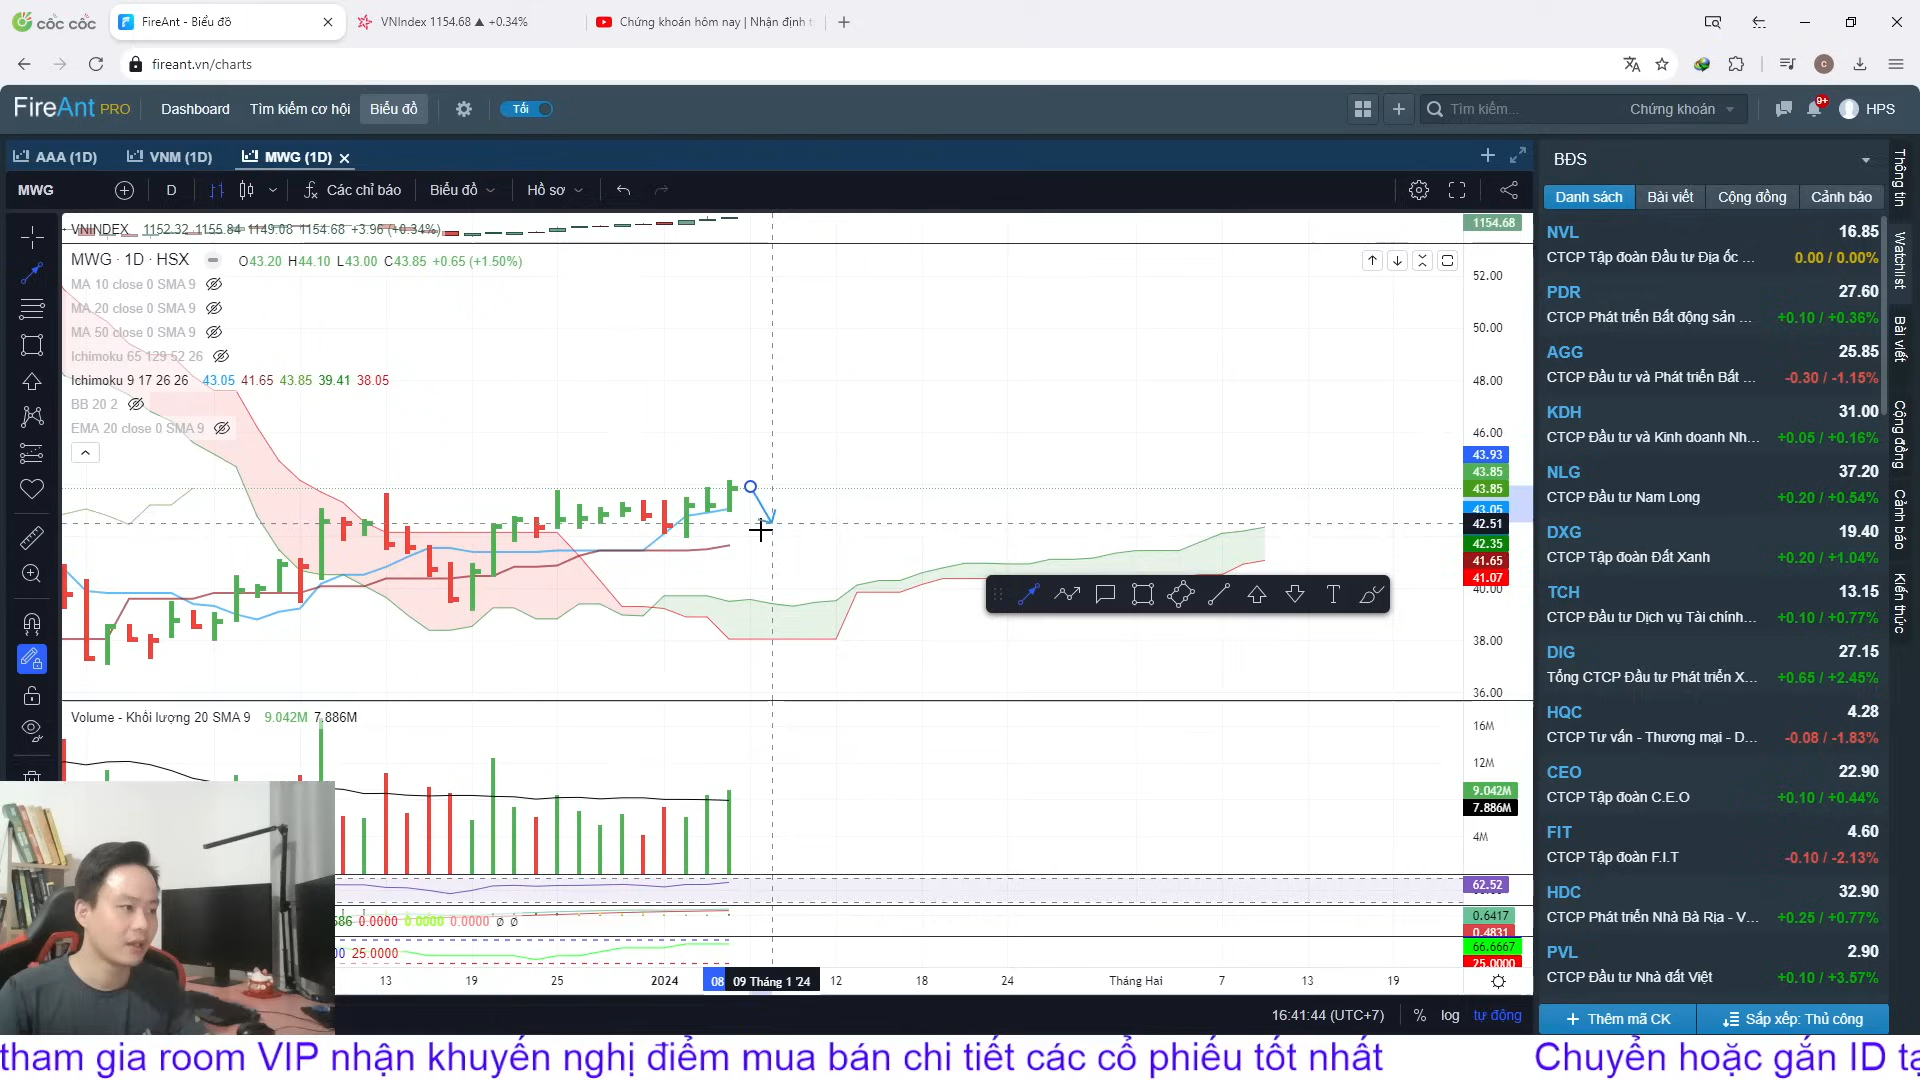 cốc cốc
FireAnt - Biểu đồ
VNIndex 1154.68 ▲ +0.34%
Chứng khoán hôm nay | Nhận định t
fireant.vn/charts
FireAnt PRO
Dashboard
Tìm kiếm cơ hội
Biểu đồ
Tối
Tìm kiếm...
Chứng khoán
9+
HPS
AAA (1D)
VNM (1D)
MWG (1D)
MWG
D
Các chỉ báo
Biểu đồ
Hồ sơ
VNINDEX 1152.32 1155.84 1149.08 1154.68 +3.96 (+0.34%)
1154.68
MWG · 1D · HSX
O43.20 H44.10 L43.00 C43.85 +0.65 (+1.50%)
MA 10 close 0 SMA 9
MA 20 close 0 SMA 9
MA 50 close 0 SMA 9
Ichimoku 65 129 52 26
Ichimoku 9 17 26 26 43.05 41.65 43.85 39.41 38.05
BB 20 2
EMA 20 close 0 SMA 9
52.00
50.00
48.00
46.00
43.93
43.85
43.85
43.05
42.51
42.35
41.65
41.07
40.00
38.00
36.00
T
Volume - Khối lượng 20 SMA 9 9.042M 7.886M
16M
12M
9.042M
7.886M
4M
62.52
0.0000 0.0000 0.0000 ∅ ∅
0.6417
0.4831
25.0000
66.6667
25.0000
13
19
25
2024
08
09 Tháng 1 '24
12
18
24
Tháng Hai
7
13
19
16:41:44 (UTC+7)
%
log
tự động
BĐS
Danh sách
Bài viết
Cộng đồng
Cảnh báo
NVL 16.85
CTCP Tập đoàn Đầu tư Địa ốc ... 0.00 / 0.00%
PDR 27.60
CTCP Phát triển Bất động sản ... +0.10 / +0.36%
AGG 25.85
CTCP Đầu tư và Phát triển Bất ... -0.30 / -1.15%
KDH 31.00
CTCP Đầu tư và Kinh doanh Nh... +0.05 / +0.16%
NLG 37.20
CTCP Đầu tư Nam Long +0.20 / +0.54%
DXG 19.40
CTCP Tập đoàn Đất Xanh +0.20 / +1.04%
TCH 13.15
CTCP Đầu tư Dịch vụ Tài chính... +0.10 / +0.77%
DIG 27.15
Tổng CTCP Đầu tư Phát triển X... +0.65 / +2.45%
HQC 4.28
CTCP Tư vấn - Thương mại - D... -0.08 / -1.83%
CEO 22.90
CTCP Tập đoàn C.E.O +0.10 / +0.44%
FIT 4.60
CTCP Tập đoàn F.I.T -0.10 / -2.13%
HDC 32.90
CTCP Phát triển Nhà Bà Rịa - V... +0.25 / +0.77%
PVL 2.90
CTCP Đầu tư Nhà đất Việt +0.10 / +3.57%
Thêm mã CK
Sắp xếp: Thủ công
Thông tin
Watchlist
Bài viết
Cộng đồng
Cảnh báo
Kiến thức
tham gia room VIP nhận khuyến nghị điểm mua bán chi tiết các cổ phiếu tốt nhất
Chuyển hoặc gắn ID tạ